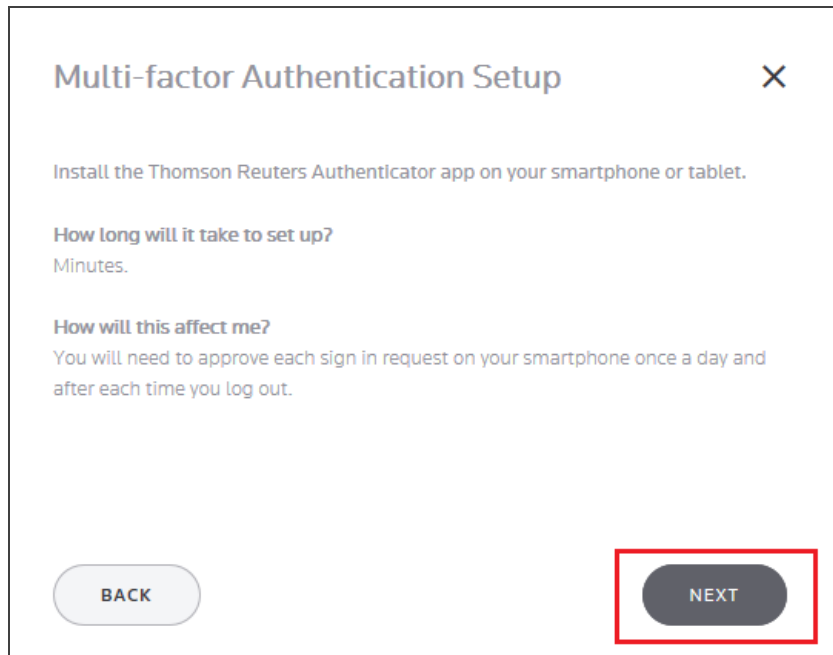 Multi-factor Authentication Setup
Install the Thomson Reuters Authenticator app on your smartphone or tablet.
How long will it take to set up?
Minutes.
How will this affect me?
You will need to approve each sign in request on your smartphone once a day and
after each time you log out.
BACK
NEXT